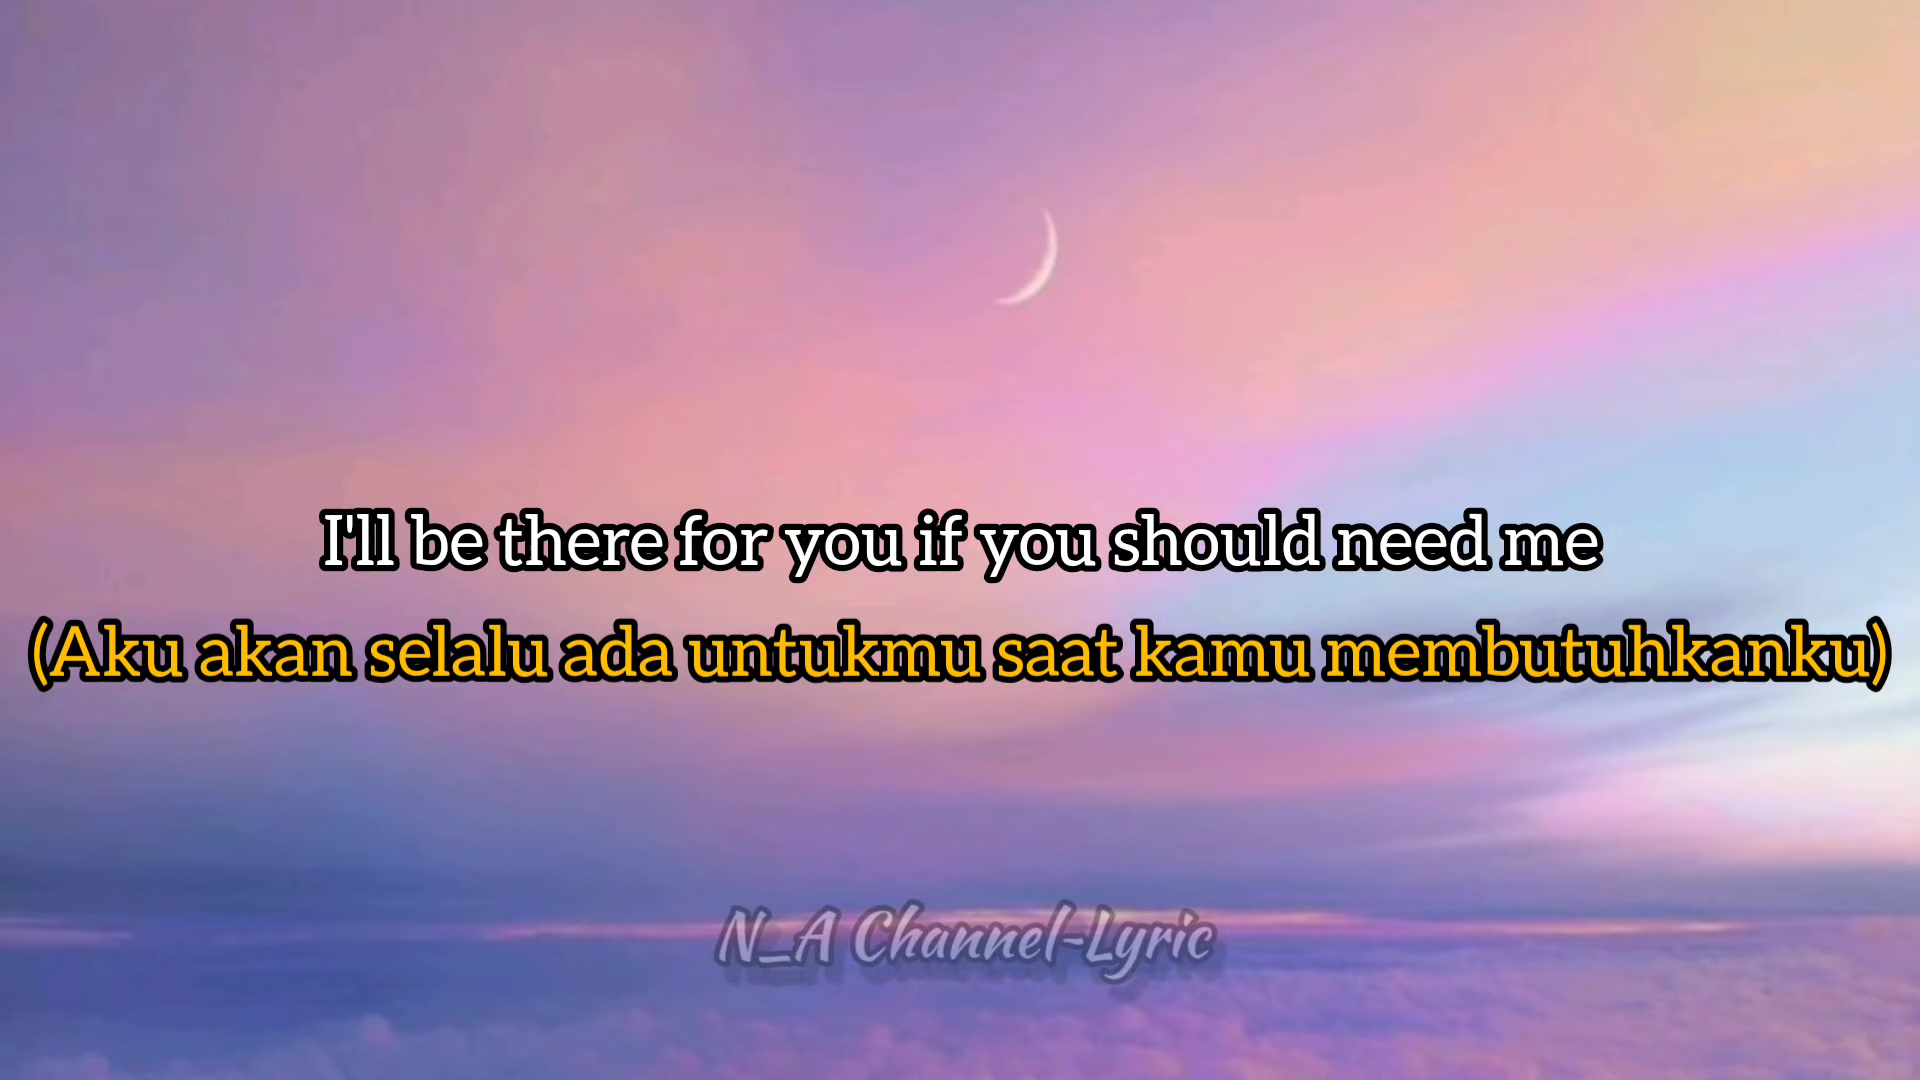 I'll be there for you if you should need me
(Aku akan selalu ada untukmu saat kamu membutuhkanku)
N_A Channel-Lyric